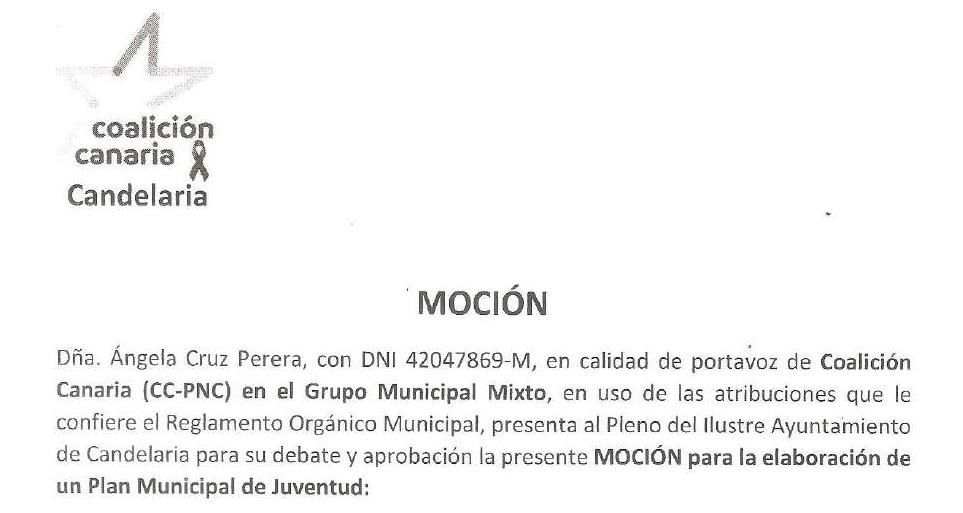 coalición
canaria
Candelaria
MOCIÓN
Dña. Ángela Cruz Perera, con DNI 42047869-M, en calidad de portavoz de Coalición
Canaria (CC-PNC) en el Grupo Municipal Mixto, en uso de las atribuciones que le
confiere el Reglamento Orgánico Municipal, presenta al Pleno del Ilustre Ayuntamiento
de Candelaria para su debate y aprobación la presente MOCIÓN para la elaboración de
un Plan Municipal de Juventud: